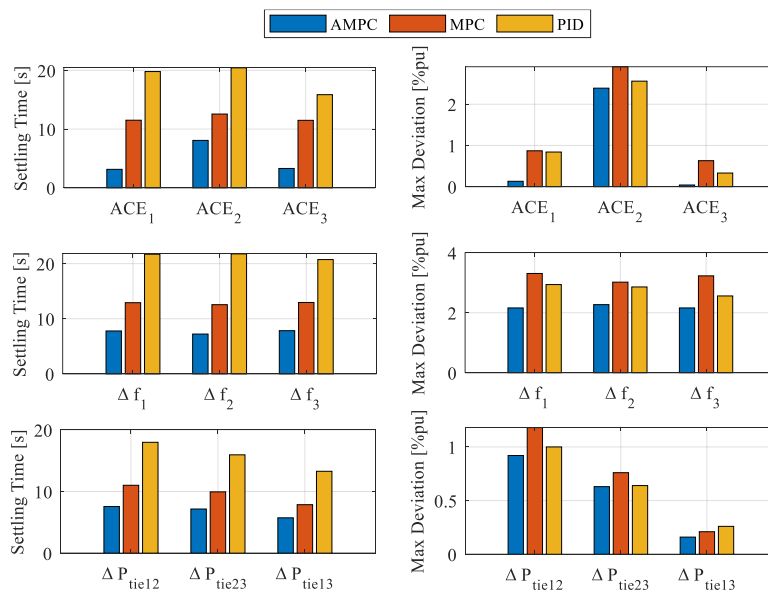 AMPC MPC PID
Settling Time [s]
20
10
0
ACE1 ACE2 ACE3
Max Deviation [%pu]
2
1
0
ACE1 ACE2 ACE3
Settling Time [s]
20
10
0
Δ f1 Δ f2 Δ f3
Max Deviation [%pu]
4
2
0
Δ f1 Δ f2 Δ f3
Settling Time [s]
20
10
0
Δ Ptie12 Δ Ptie23 Δ Ptie13
Max Deviation [%pu]
1
0.5
0
Δ Ptie12 Δ Ptie23 Δ Ptie13